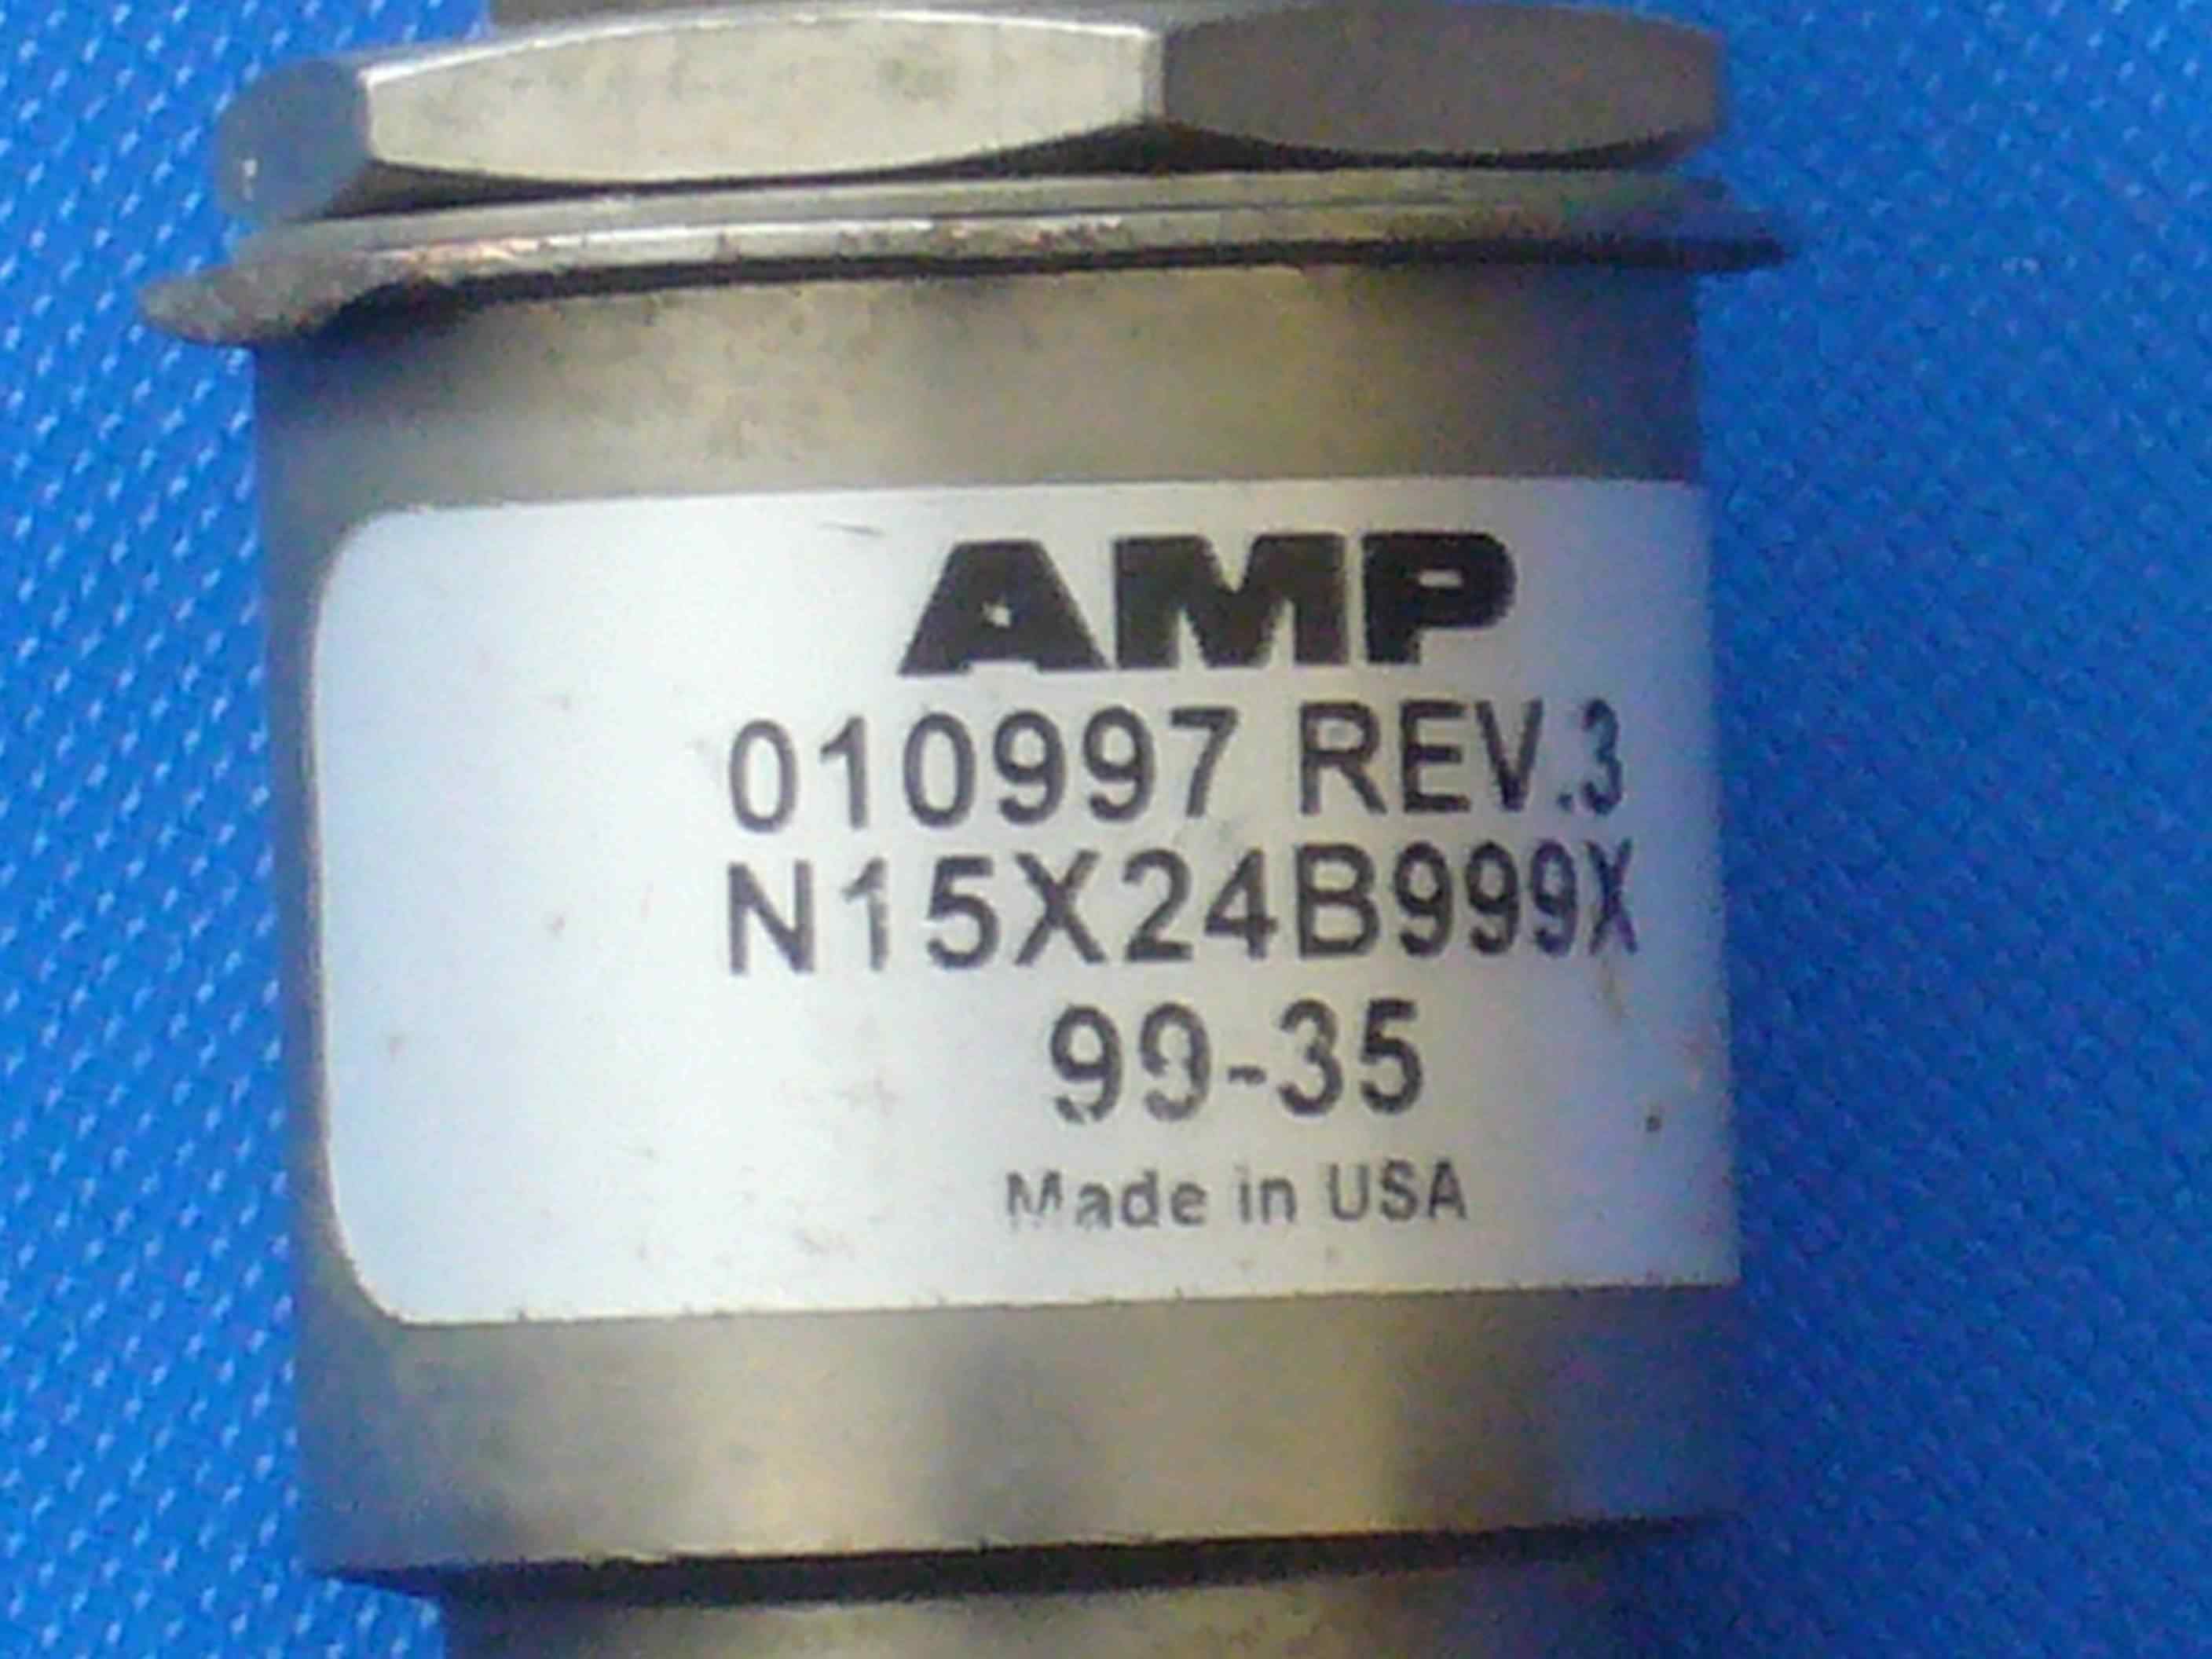 AMP
010997 REV.3
N15X24B999X
99-35
Made in USA